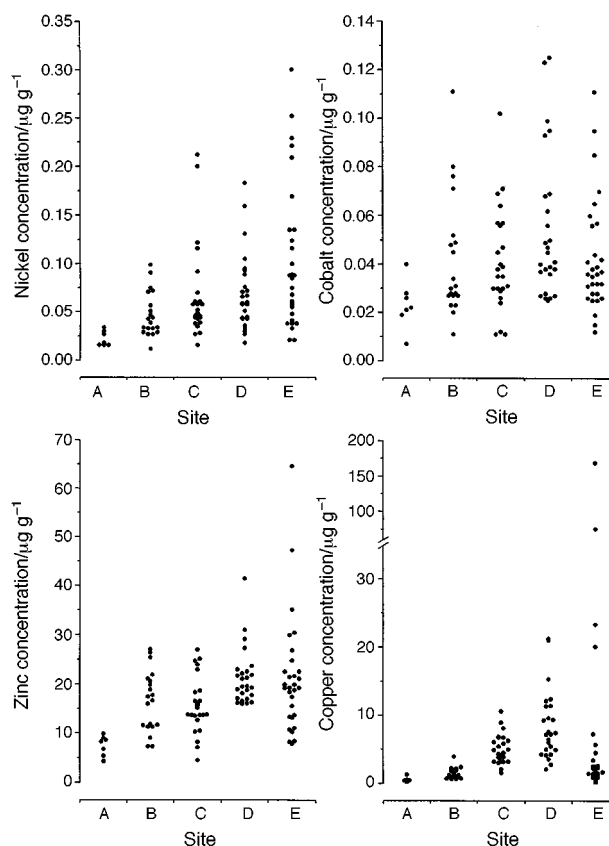 Nickel concentration/μg g⁻¹
0.35
0.30
0.25
0.20
0.15
0.10
0.05
0.00
A B C D E
Site
Cobalt concentration/μg g⁻¹
0.14
0.12
0.10
0.08
0.06
0.04
0.02
0.00
A B C D E
Site
Zinc concentration/μg g⁻¹
70
60
50
40
30
20
10
0
A B C D E
Site
Copper concentration/μg g⁻¹
200
150
100
50
30
20
10
5
0
A B C D E
Site